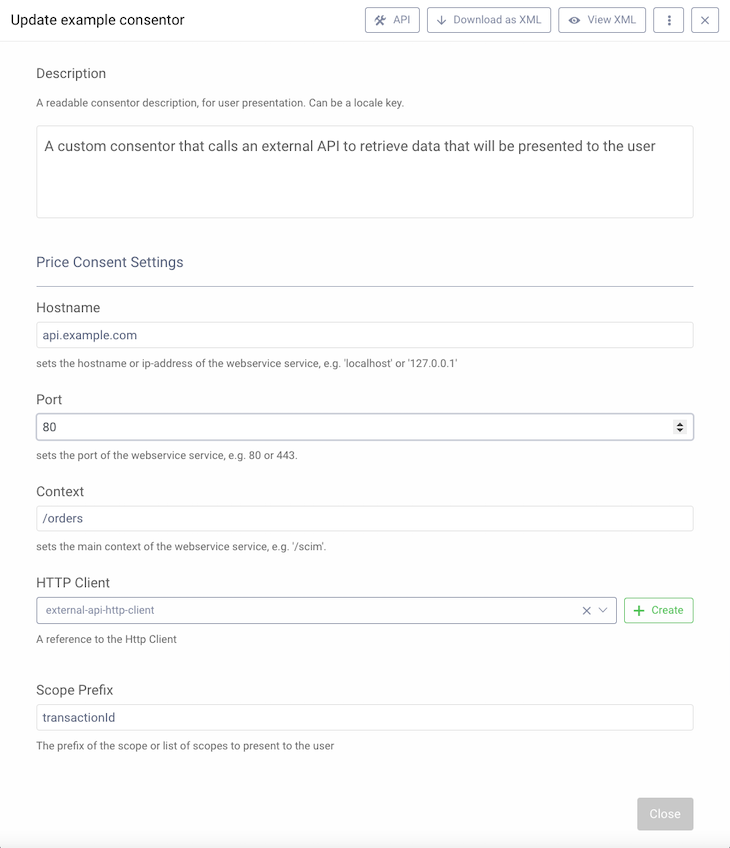 Update example consentor
API
Download as XML
View XML
Description
A readable consentor description, for user presentation. Can be a locale key.
A custom consentor that calls an external API to retrieve data that will be presented to the user
Price Consent Settings
Hostname
api.example.com
sets the hostname or ip-address of the webservice service, e.g. 'localhost' or '127.0.0.1'
Port
80
sets the port of the webservice service, e.g. 80 or 443.
Context
/orders
sets the main context of the webservice service, e.g. '/scim'.
HTTP Client
external-api-http-client
Create
A reference to the Http Client
Scope Prefix
transactionId
The prefix of the scope or list of scopes to present to the user
Close